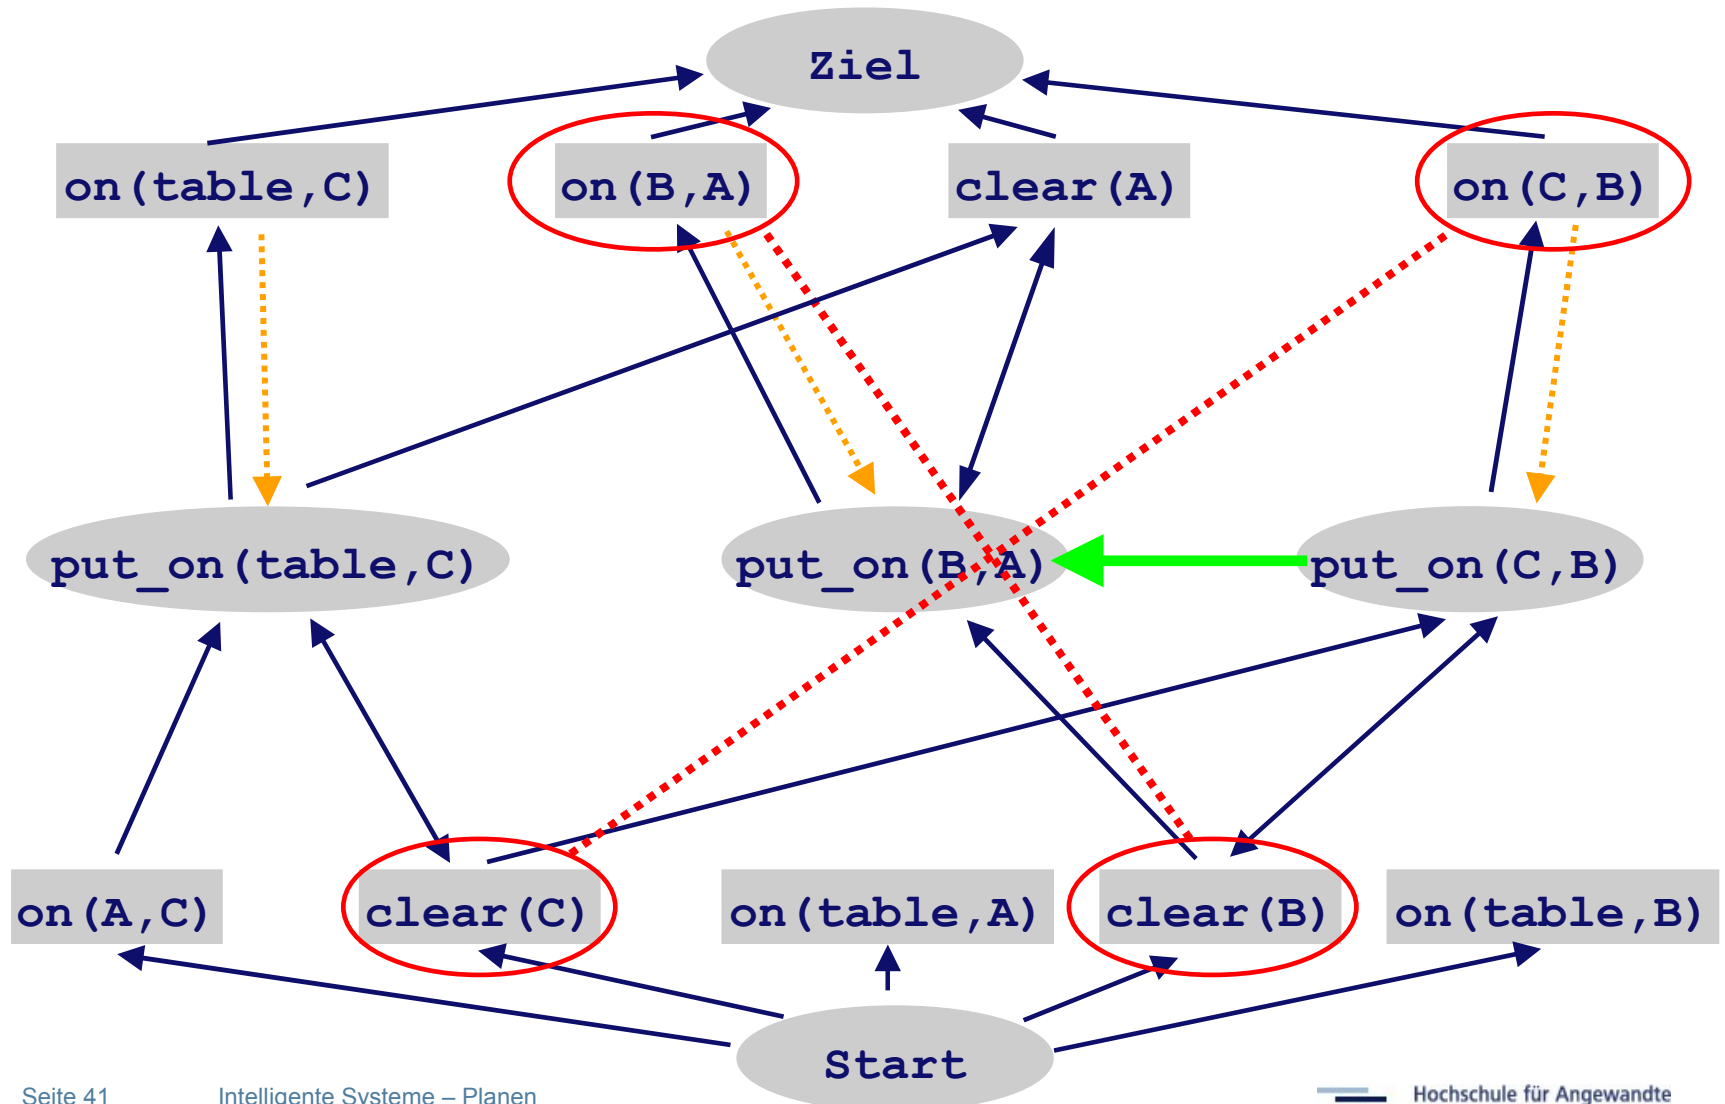 Ziel
on(table,C) on(B,A) clear(A) on(C,B)
put_on(table,C) put_on(B,A) put_on(C,B)
on(A,C) clear(C) on(table,A) clear(B) on(table,B)
Start
Seite 41 Intelligente Systeme – Planen Hochschule für Angewandte